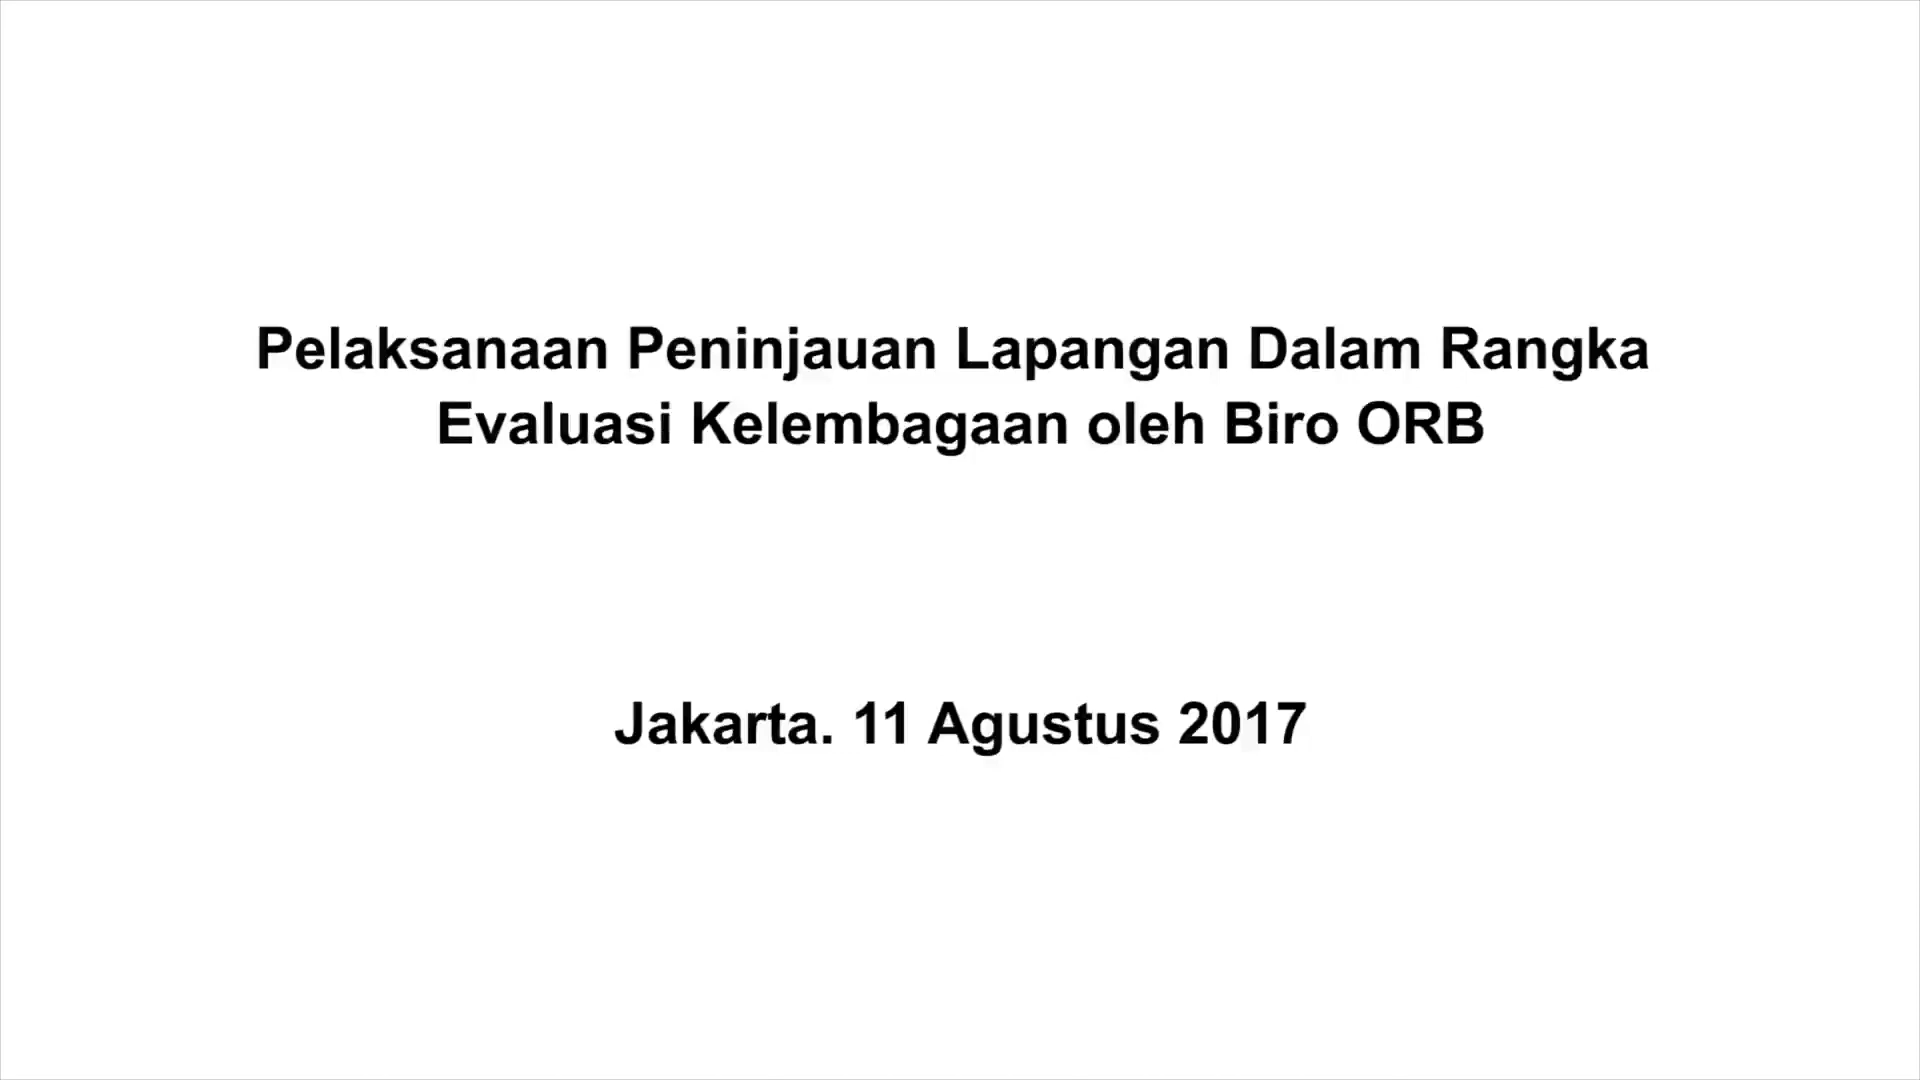 Pelaksanaan Peninjauan Lapangan Dalam Rangka
Evaluasi Kelembagaan oleh Biro ORB
Jakarta. 11 Agustus 2017